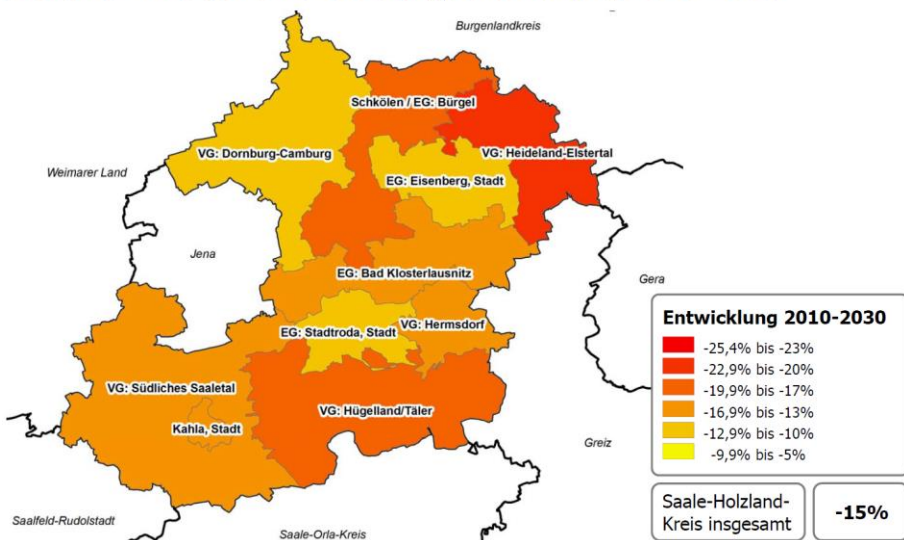 Burgenlandkreis
Schkölen / EG: Bürgel
VG: Dornburg-Camburg
VG: Heideland-Elstertal
Weimarer Land
EG: Eisenberg, Stadt
Jena
EG: Bad Klosterlausnitz
Gera
EG: Stadtroda, Stadt
VG: Hermsdorf
VG: Südliches Saaletal
VG: Hügelland/Täler
Kahla, Stadt
Greiz
Saalfeld-Rudolstadt
Saale-Orla-Kreis
Entwicklung 2010-2030
-25,4% bis -23%
-22,9% bis -20%
-19,9% bis -17%
-16,9% bis -13%
-12,9% bis -10%
-9,9% bis -5%
Saale-Holzland-
Kreis insgesamt
-15%